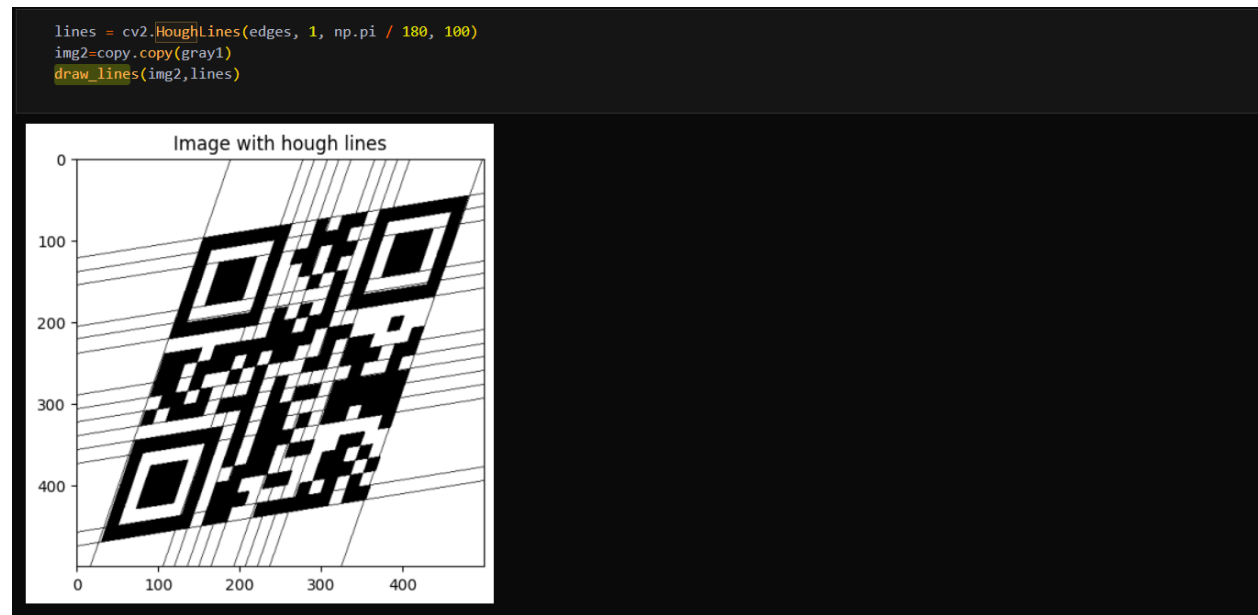 lines = cv2.HoughLines(edges, 1, np.pi / 180, 100)
img2=copy.copy(gray1)
draw_lines(img2,lines)
Image with hough lines
0
100
200
300
400
0 100 200 300 400